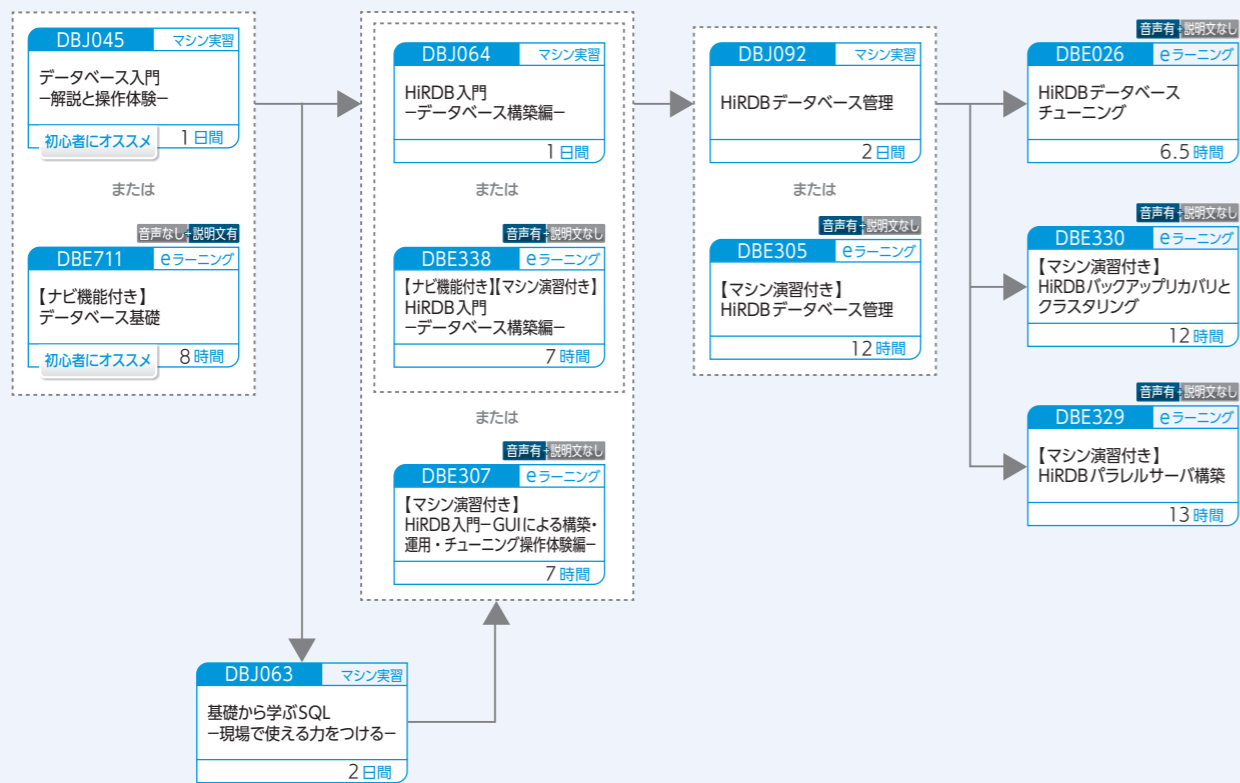 DBJ045 マシン実習
データベース入門
−解説と操作体験−
初心者にオススメ 1日間
または
音声なし+説明文有
DBE711 eラーニング
【ナビ機能付き】
データベース基礎
初心者にオススメ 8時間
DBJ064 マシン実習
HiRDB入門
−データベース構築編−
1日間
または
音声有+説明文なし
DBE338 eラーニング
【ナビ機能付き】【マシン演習付き】
HiRDB入門
−データベース構築編−
7時間
または
音声有+説明文なし
DBE307 eラーニング
【マシン演習付き】
HiRDB入門−GUIによる構築・
運用・チューニング操作体験編−
7時間
DBJ063 マシン実習
基礎から学ぶSQL
−現場で使える力をつける−
2日間
DBJ092 マシン実習
HiRDBデータベース管理
2日間
または
音声有+説明文なし
DBE305 eラーニング
【マシン演習付き】
HiRDBデータベース管理
12時間
音声有+説明文なし
DBE026 eラーニング
HiRDBデータベース
チューニング
6.5時間
音声有+説明文なし
DBE330 eラーニング
【マシン演習付き】
HiRDBバックアップリカバリと
クラスタリング
12時間
音声有+説明文なし
DBE329 eラーニング
【マシン演習付き】
HiRDBパラレルサーバ構築
13時間